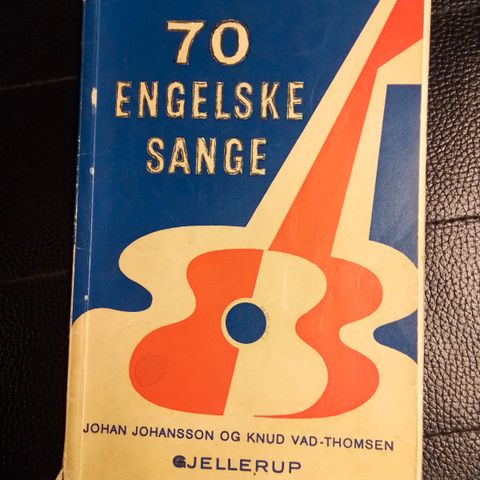 70
ENGELSKE
SANGE
JOHAN JOHANSSON OG KNUD VAD-THOMSEN
GJELLERUP